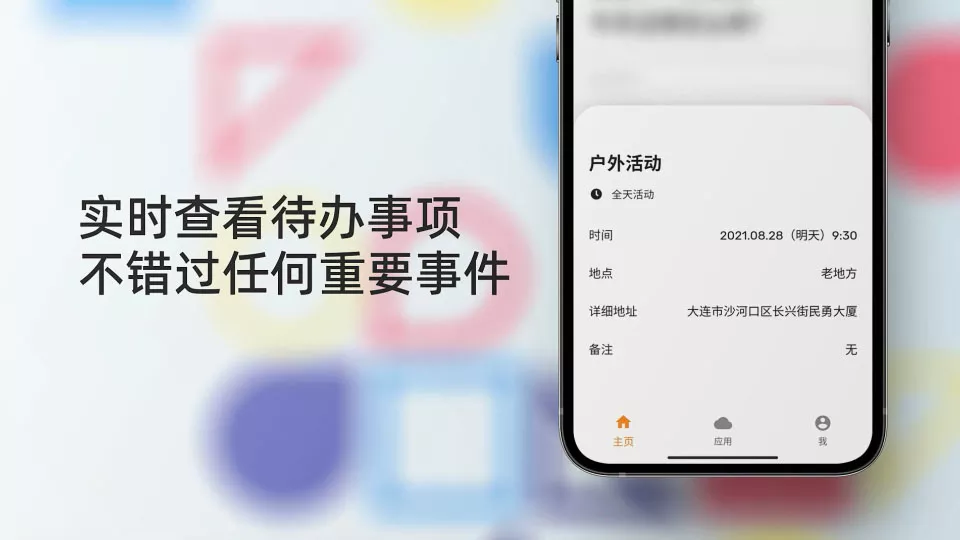 实时查看待办事项
不错过任何重要事件
户外活动
全天活动
时间 2021.08.28（明天）9:30
地点 老地方
详细地址 大连市沙河口区长兴街民勇大厦
备注 无
主页 应用 我